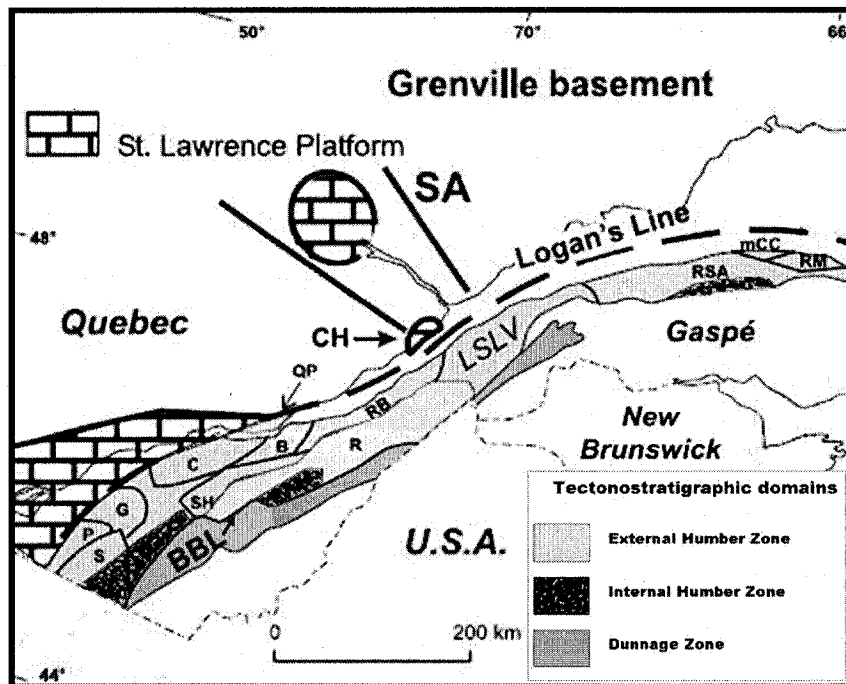 50°
70°
66
Grenville basement
St. Lawrence Platform
SA
48°
Logan's Line
mCC
RM
RSA
Quebec
CH
LSLV
Gaspé
QP
RB
New
Brunswick
C
B
R
G
SH
P
S
BBL
U.S.A.
Tectonostratigraphic domains
External Humber Zone
Internal Humber Zone
Dunnage Zone
0 200 km
44°